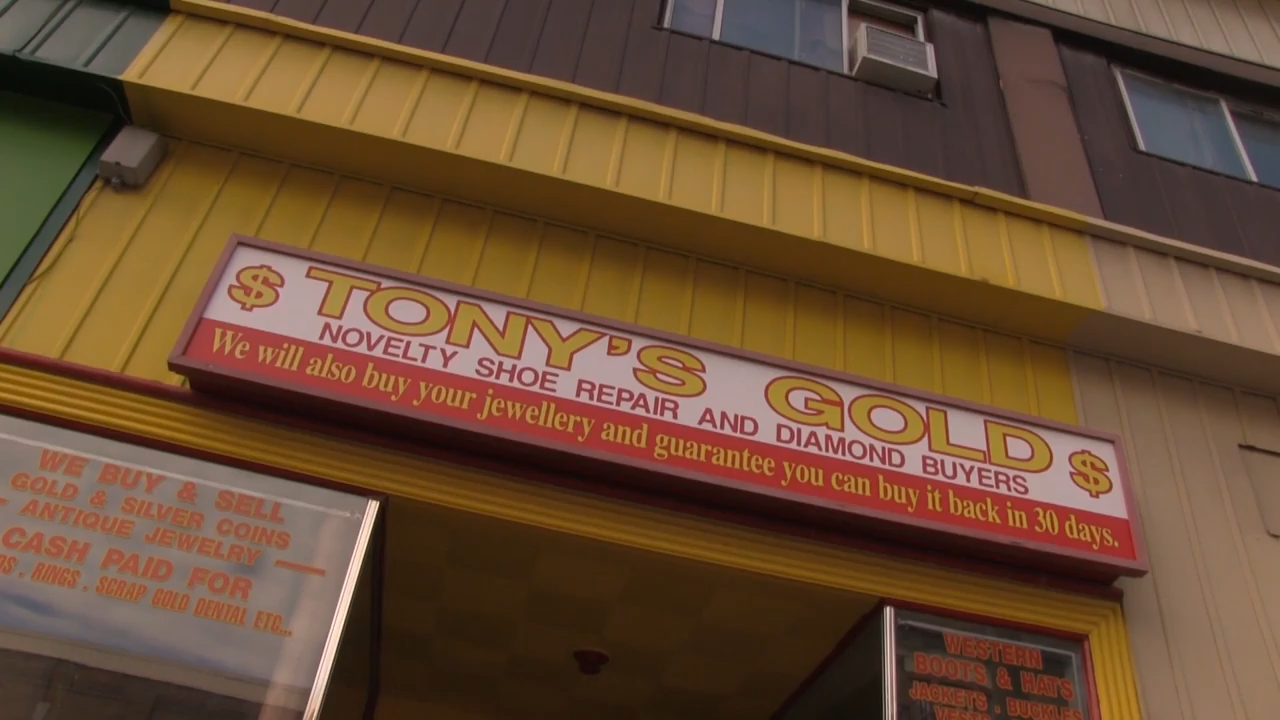 $ TONY'S GOLD $
NOVELTY SHOE REPAIR AND DIAMOND BUYERS
We will also buy your jewellery and guarantee you can buy it back in 30 days.
WE BUY & SELL
GOLD & SILVER COINS
- ANTIQUE JEWELRY -
CASH PAID FOR
RINGS . SCRAP GOLD DENTAL ETC...
WESTERN
BOOTS & HATS
JACKETS . BUCKLES